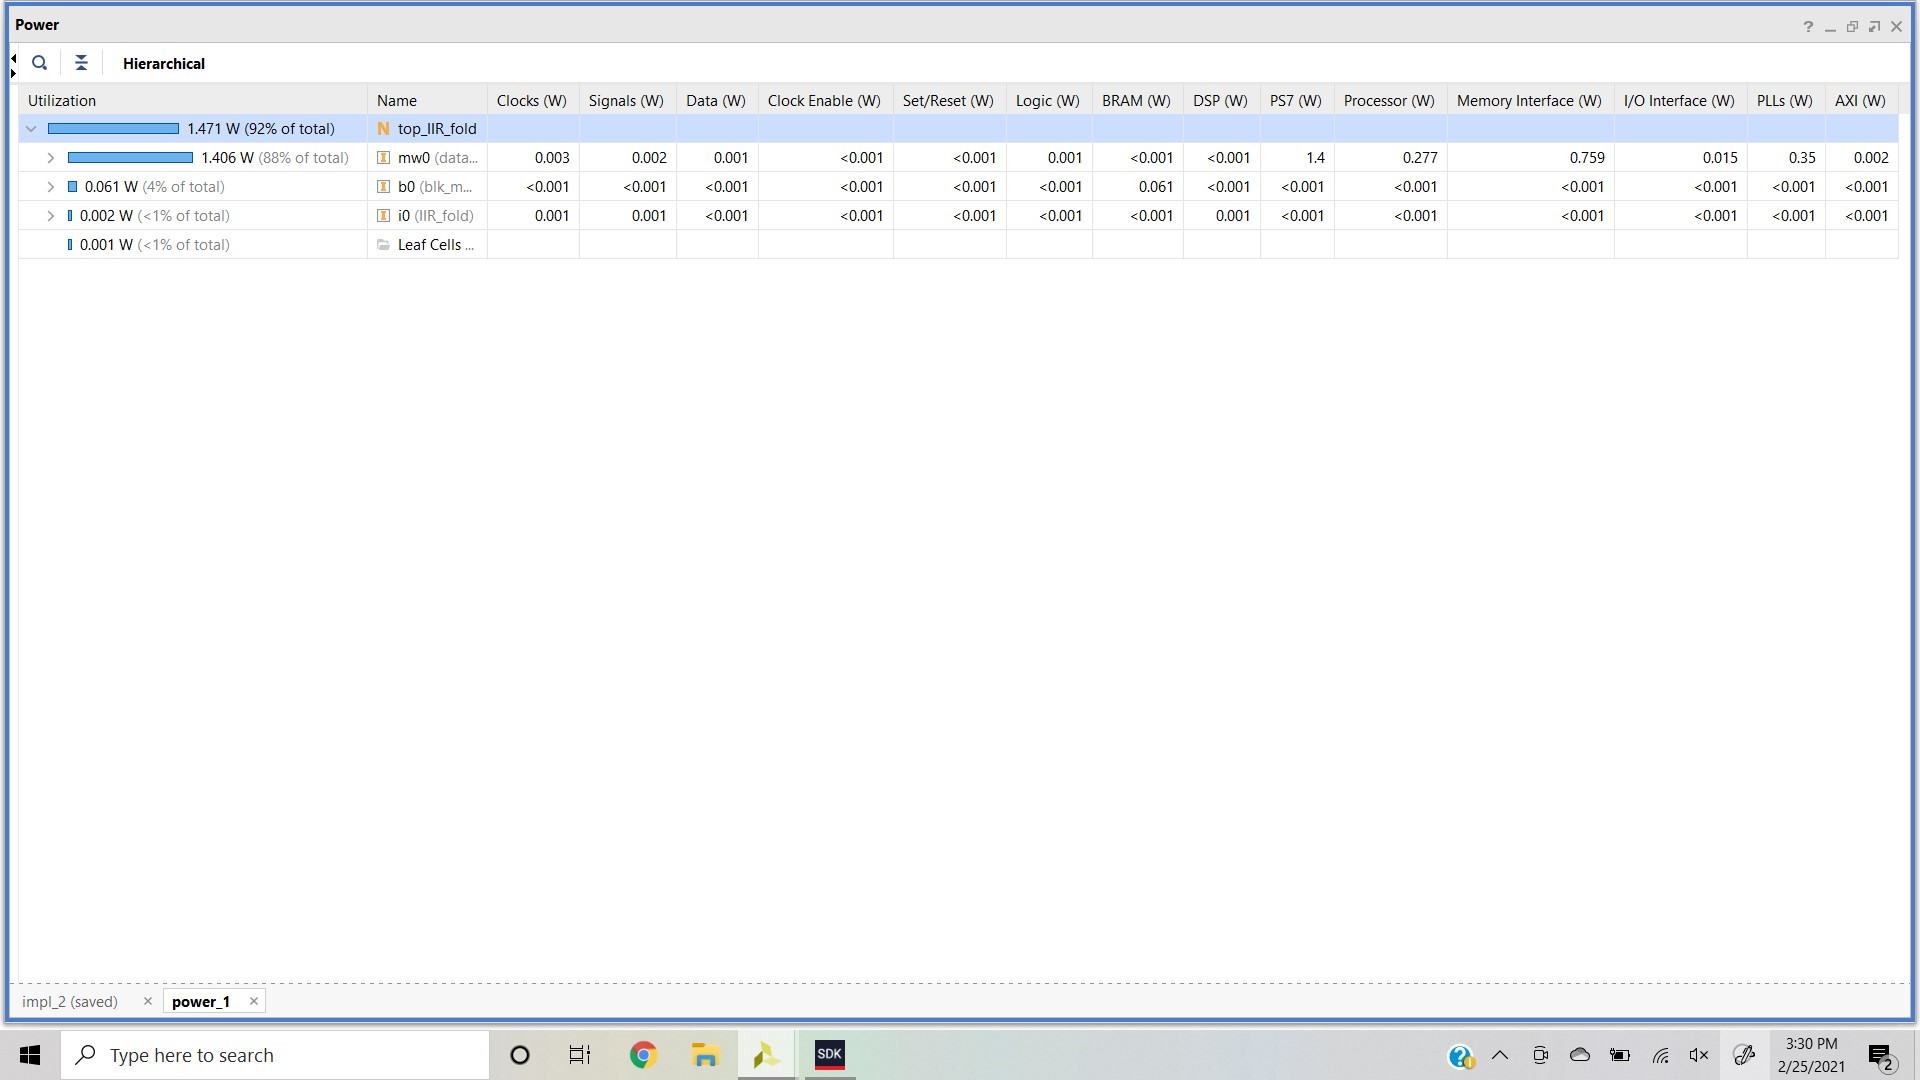 Power
Hierarchical
Utilization Name Clocks (W) Signals (W) Data (W) Clock Enable (W) Set/Reset (W) Logic (W) BRAM (W) DSP (W) PS7 (W) Processor (W) Memory Interface (W) I/O Interface (W) PLLs (W) AXI (W)
1.471 W (92% of total) N top_IIR_fold
1.406 W (88% of total) I mw0 (data... 0.003 0.002 0.001 <0.001 <0.001 0.001 <0.001 <0.001 1.4 0.277 0.759 0.015 0.35 0.002
0.061 W (4% of total) I b0 (blk_m... <0.001 <0.001 <0.001 <0.001 <0.001 <0.001 0.061 <0.001 <0.001 <0.001 <0.001 <0.001 <0.001 <0.001
0.002 W (<1% of total) I i0 (IIR_fold) 0.001 0.001 <0.001 <0.001 <0.001 <0.001 <0.001 0.001 <0.001 <0.001 <0.001 <0.001 <0.001 <0.001
0.001 W (<1% of total) Leaf Cells ...
impl_2 (saved) power_1
Type here to search
SDK
3:30 PM
2/25/2021
2